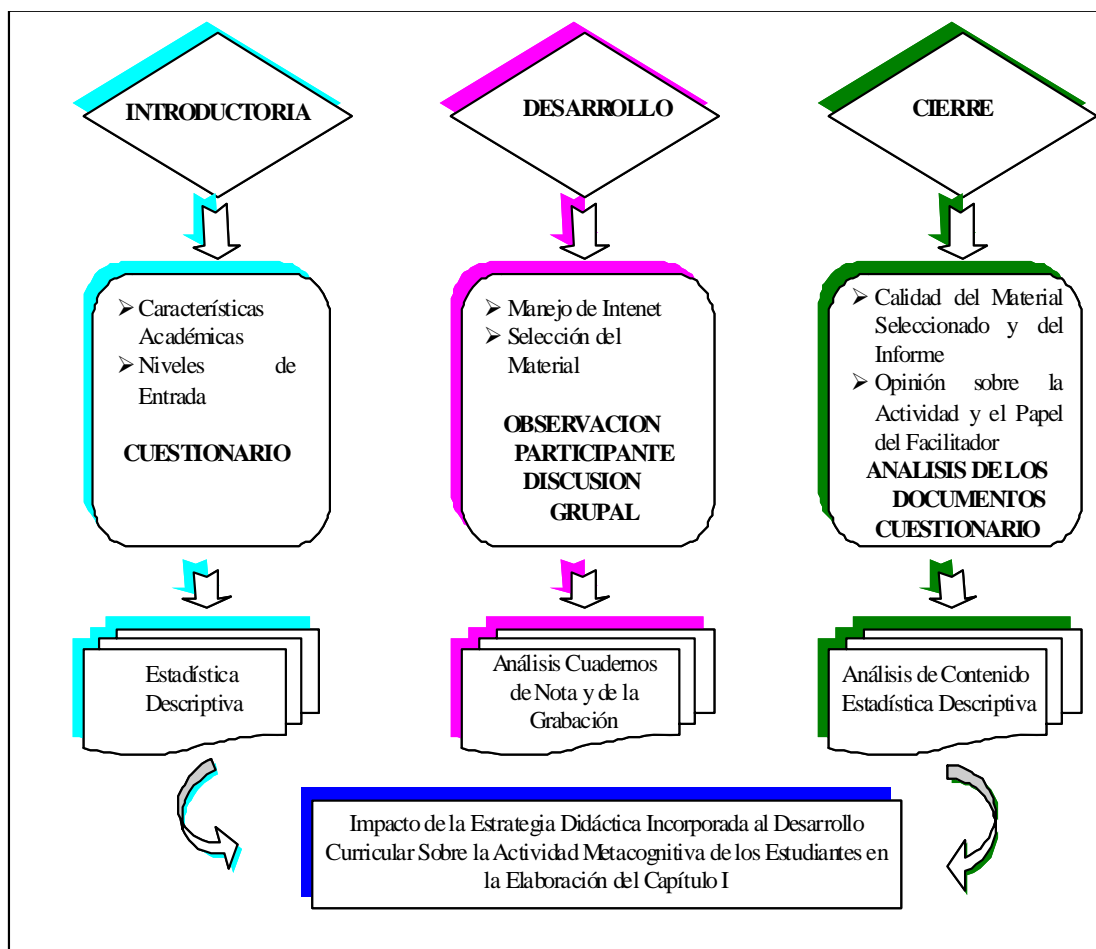 INTRODUCTORIA
DESARROLLO
CIERRE
➢ Características
Académicas
➢ Niveles de
Entrada
CUESTIONARIO
➢ Manejo de Intenet
➢ Selección del
Material
OBSERVACION
PARTICIPANTE
DISCUSION
GRUPAL
➢ Calidad del Material
Seleccionado y del
Informe
➢ Opinión sobre la
Actividad y el Papel
del Facilitador
ANALISIS DE LOS
DOCUMENTOS
CUESTIONARIO
Estadística
Descriptiva
Análisis Cuadernos
de Nota y de la
Grabación
Análisis de Contenido
Estadística Descriptiva
Impacto de la Estrategia Didáctica Incorporada al Desarrollo
Curricular Sobre la Actividad Metacognitiva de los Estudiantes en
la Elaboración del Capítulo I